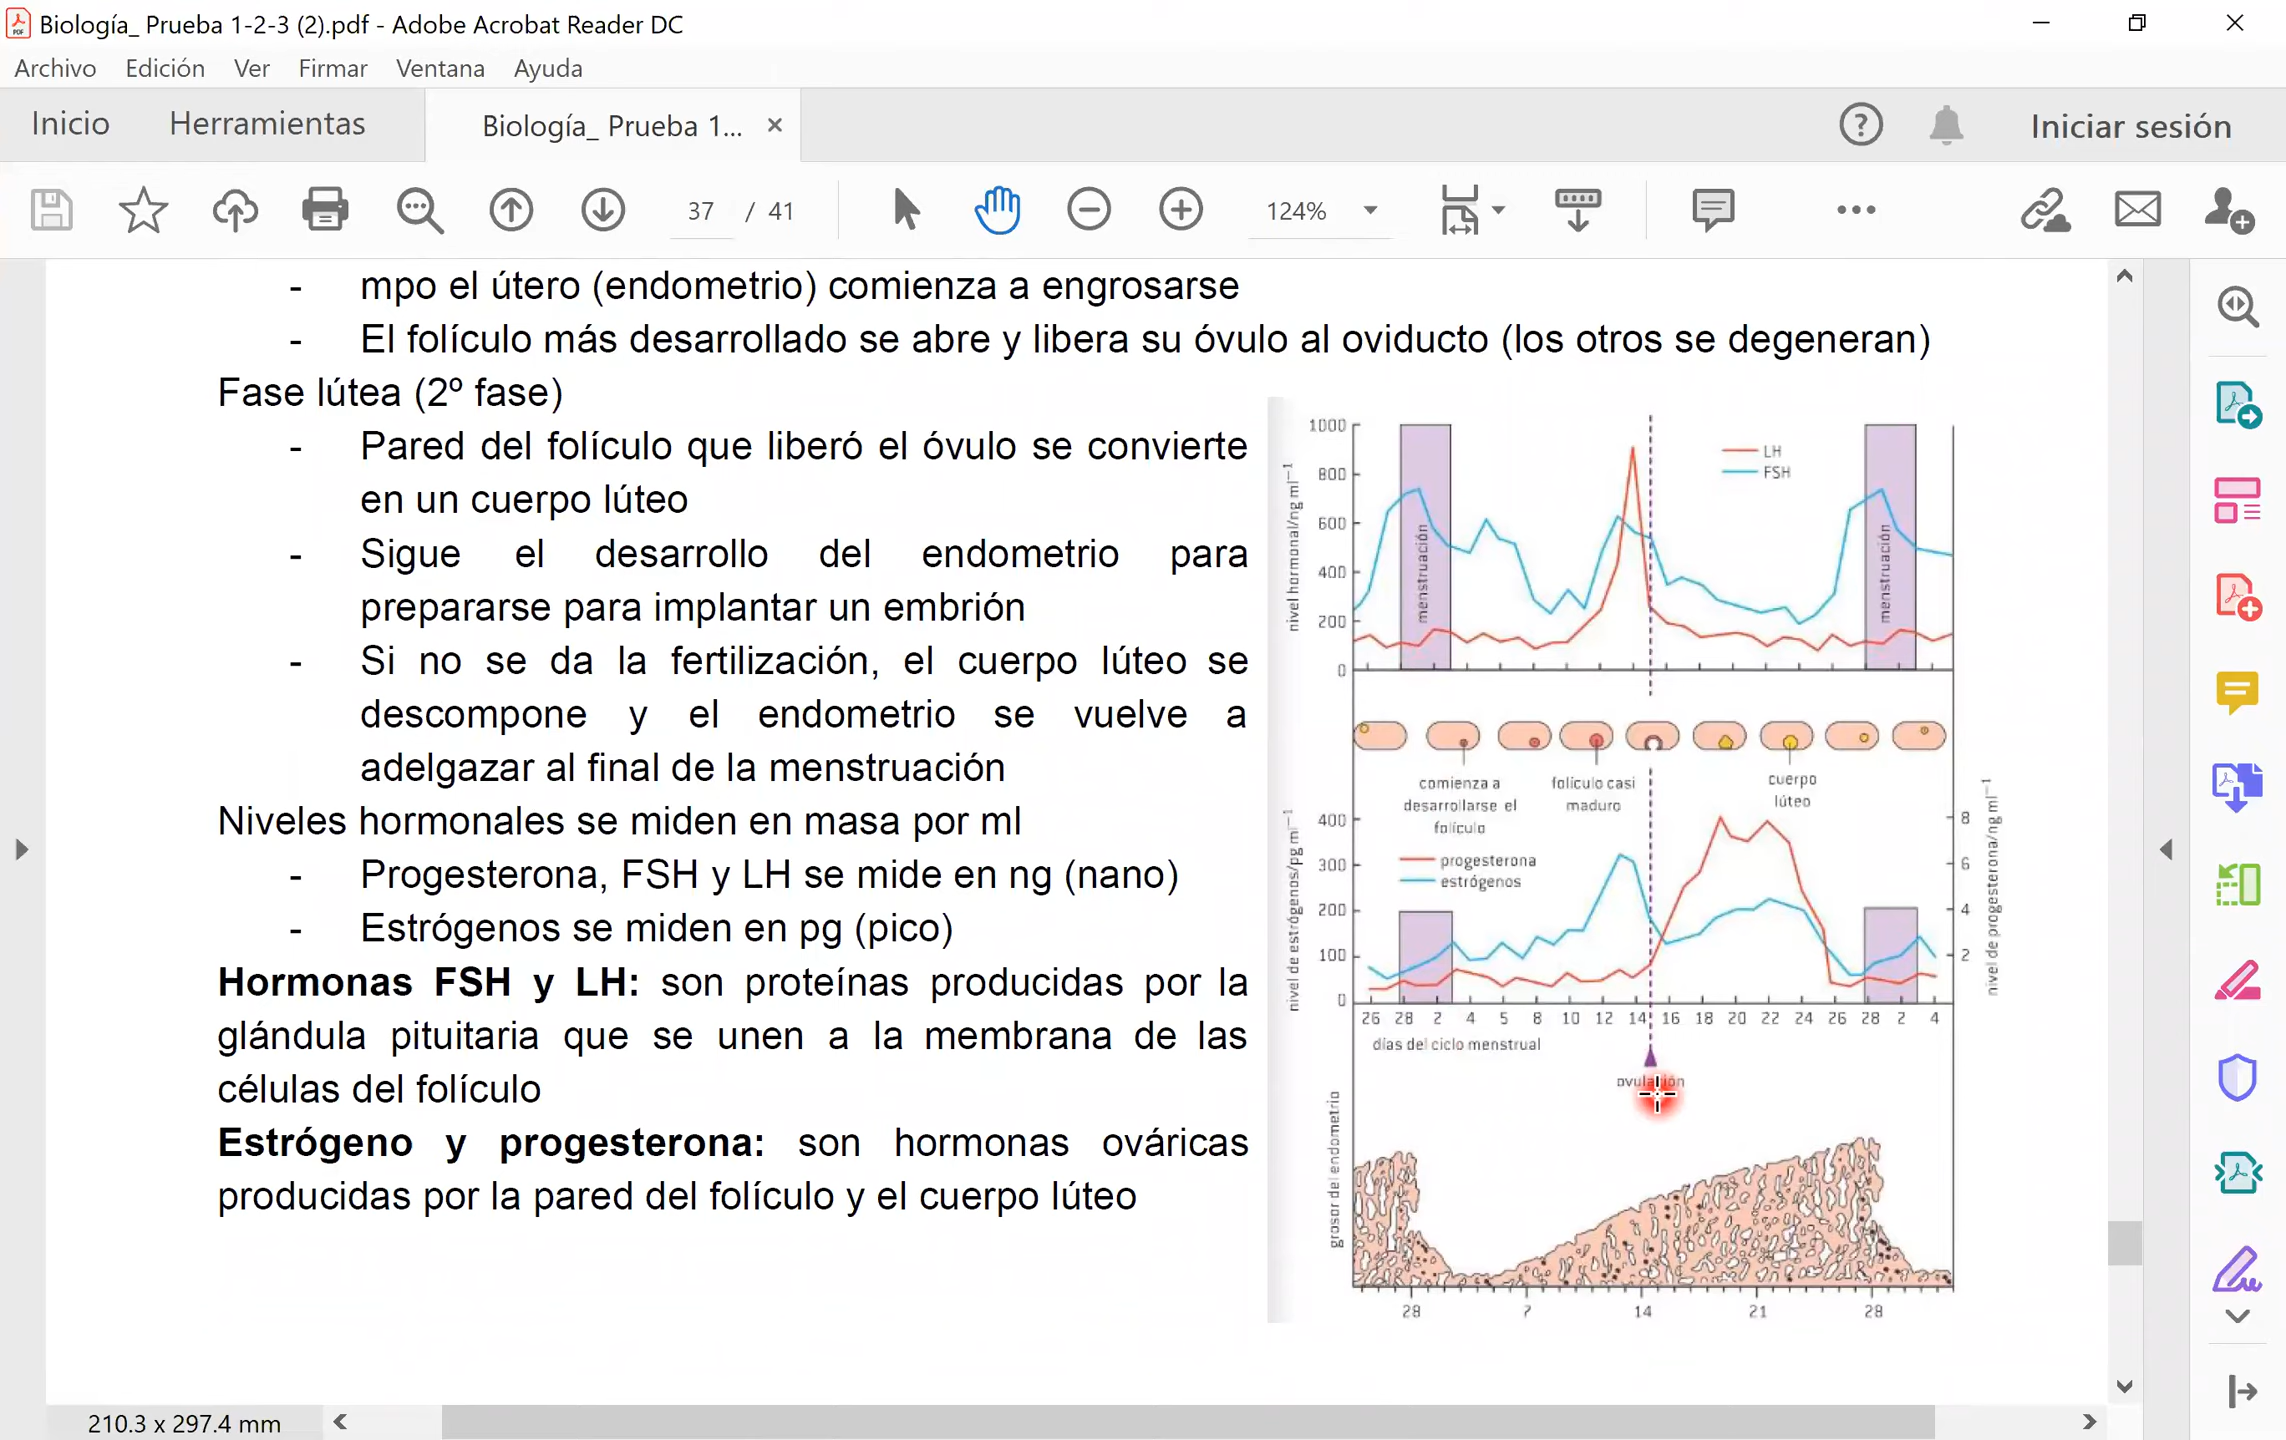 Biología_ Prueba 1-2-3 (2).pdf - Adobe Acrobat Reader DC
Archivo Edición Ver Firmar Ventana Ayuda
Inicio Herramientas Biología_ Prueba 1... × Iniciar sesión
37 / 41 124%
- mpo el útero (endometrio) comienza a engrosarse
- El folículo más desarrollado se abre y libera su óvulo al oviducto (los otros se degeneran)
Fase lútea (2º fase)
- Pared del folículo que liberó el óvulo se convierte
en un cuerpo lúteo
- Sigue el desarrollo del endometrio para
prepararse para implantar un embrión
- Si no se da la fertilización, el cuerpo lúteo se
descompone y el endometrio se vuelve a
adelgazar al final de la menstruación
Niveles hormonales se miden en masa por ml
- Progesterona, FSH y LH se mide en ng (nano)
- Estrógenos se miden en pg (pico)
Hormonas FSH y LH: son proteínas producidas por la
glándula pituitaria que se unen a la membrana de las
células del folículo
Estrógeno y progesterona: son hormonas ováricas
producidas por la pared del folículo y el cuerpo lúteo
nivel hormonal/ng ml⁻¹
1000
800
600
400
200
0
LH
FSH
menstruación
menstruación
comienza a
desarrollarse el
folículo
folículo casi
maduro
cuerpo
lúteo
nivel de estrógenos/pg ml⁻¹
400
300
200
100
0
progesterona
estrógenos
8
6
4
2
nivel de progesterona/ng ml⁻¹
26 28 2 4 5 8 10 12 14 16 18 20 22 24 26 28 2 4
días del ciclo menstrual
ovulación
grosor del endometrio
28 7 14 21 28
210.3 x 297.4 mm